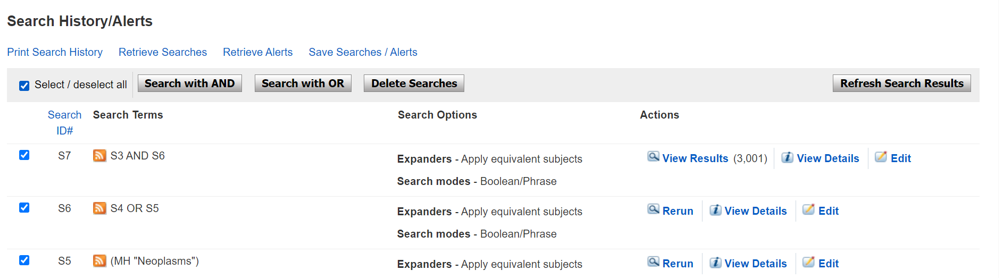 Search History/Alerts
Print Search History Retrieve Searches Retrieve Alerts Save Searches / Alerts
Select / deselect all Search with AND Search with OR Delete Searches Refresh Search Results
Search ID# Search Terms Search Options Actions
S7 S3 AND S6 Expanders - Apply equivalent subjects View Results (3,001) View Details Edit
Search modes - Boolean/Phrase
S6 S4 OR S5 Expanders - Apply equivalent subjects Rerun View Details Edit
Search modes - Boolean/Phrase
S5 (MH "Neoplasms") Expanders - Apply equivalent subjects Rerun View Details Edit